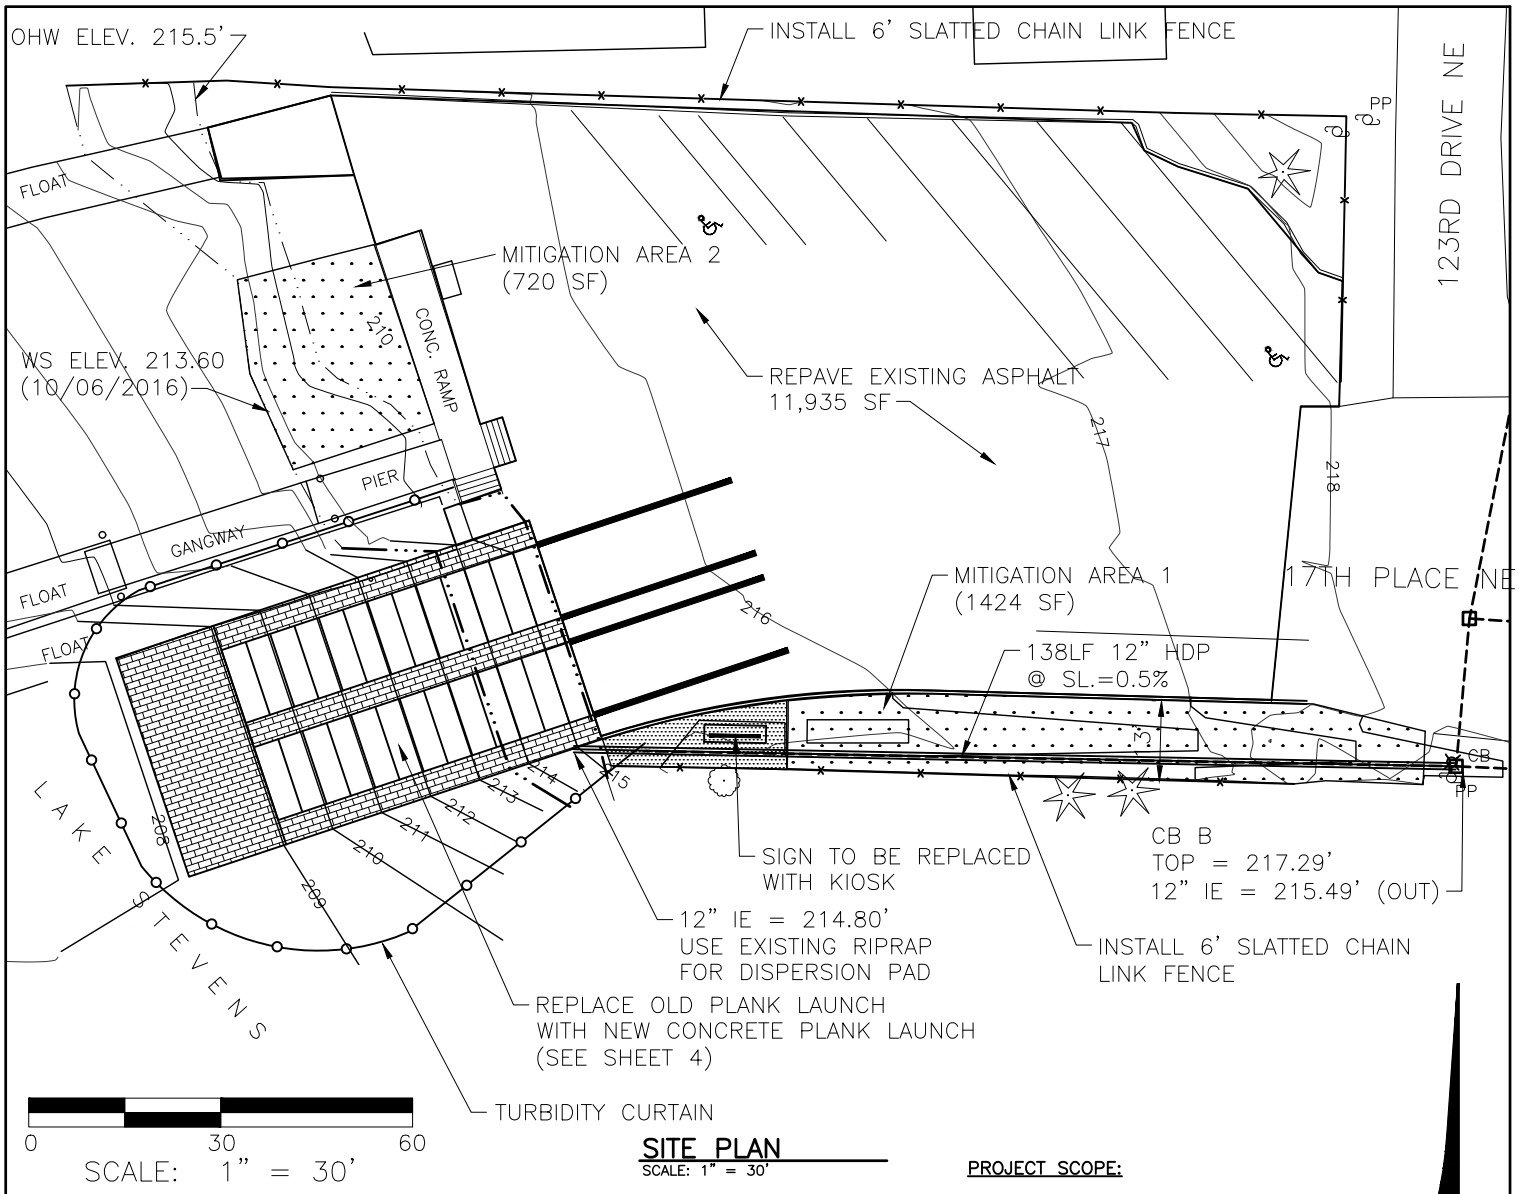 OHW ELEV. 215.5'
INSTALL 6' SLATTED CHAIN LINK FENCE
123RD DRIVE NE
PP
FLOAT
MITIGATION AREA 2
(720 SF)
210
CONC. RAMP
WS ELEV. 213.60
(10/06/2016)
REPAVE EXISTING ASPHALT
11,935 SF
217
218
PIER
GANGWAY
FLOAT
FLOAT
216
MITIGATION AREA 1
(1424 SF)
17TH PLACE NE
138LF 12" HDP
@ SL.=0.5%
13'
CB
PP
LAKE STEVENS
208
209
210
211
212
213
214
215
SIGN TO BE REPLACED
WITH KIOSK
CB B
TOP = 217.29'
12" IE = 215.49' (OUT)
12" IE = 214.80'
USE EXISTING RIPRAP
FOR DISPERSION PAD
INSTALL 6' SLATTED CHAIN
LINK FENCE
REPLACE OLD PLANK LAUNCH
WITH NEW CONCRETE PLANK LAUNCH
(SEE SHEET 4)
TURBIDITY CURTAIN
0 30 60
SCALE: 1" = 30'
SITE PLAN
SCALE: 1" = 30'
PROJECT SCOPE: